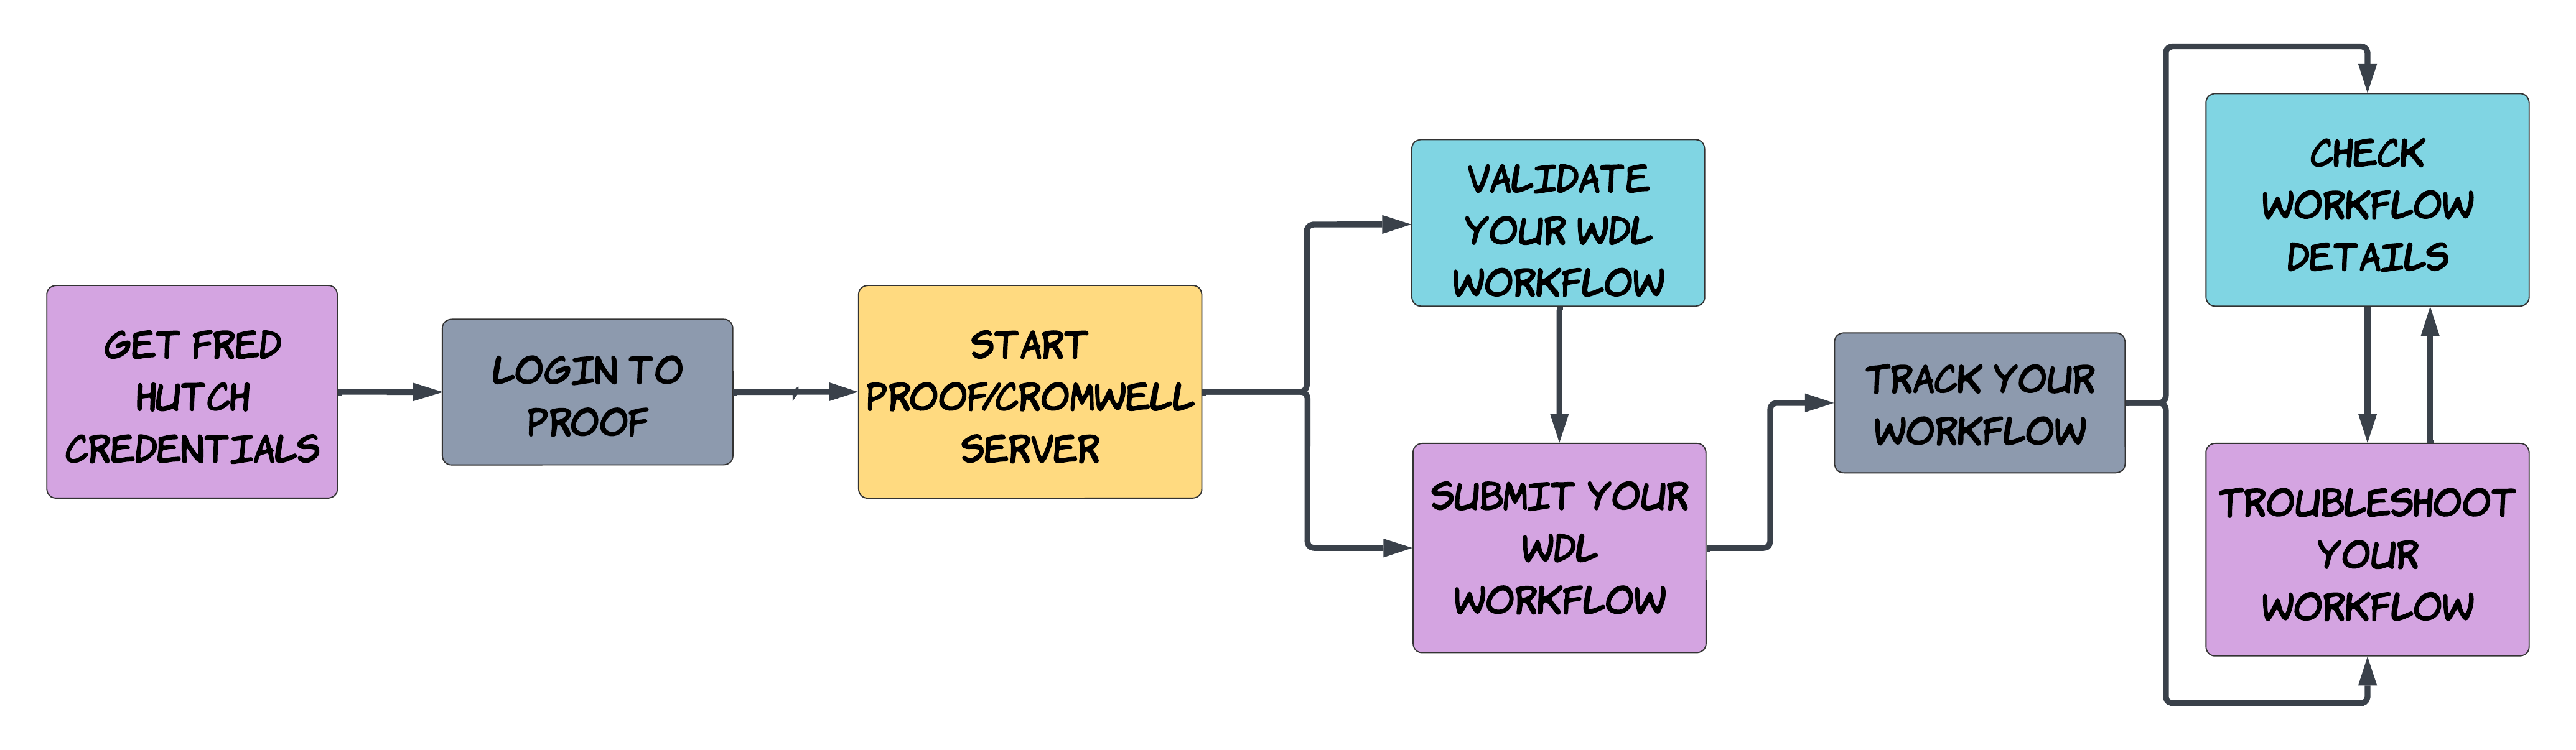 GET FRED
HUTCH
CREDENTIALS
LOGIN TO
PROOF
START
PROOF/CROMWELL
SERVER
VALIDATE
YOUR WDL
WORKFLOW
SUBMIT YOUR
WDL
WORKFLOW
TRACK YOUR
WORKFLOW
CHECK
WORKFLOW
DETAILS
TROUBLESHOOT
YOUR
WORKFLOW